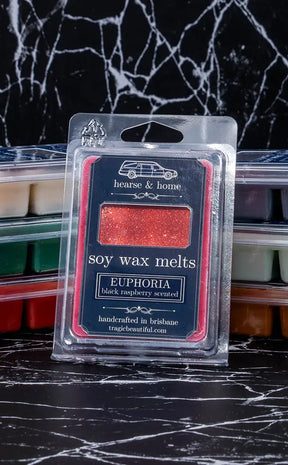 hearse & home
soy wax melts
EUPHORIA
black raspberry scented
handcrafted in brisbane
tragicbeautiful.com